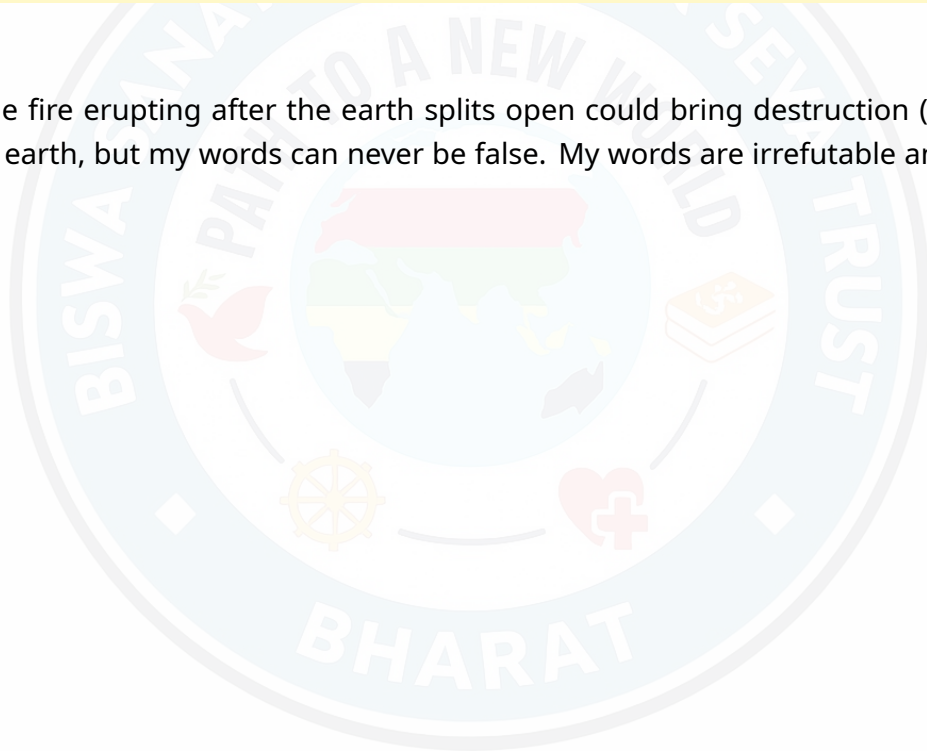 PATH TO A NEW WORLD
e fire erupting after the earth splits open could bring destruction (
earth, but my words can never be false. My words are irrefutable
BISWA
SEVA TRUST
BHARAT